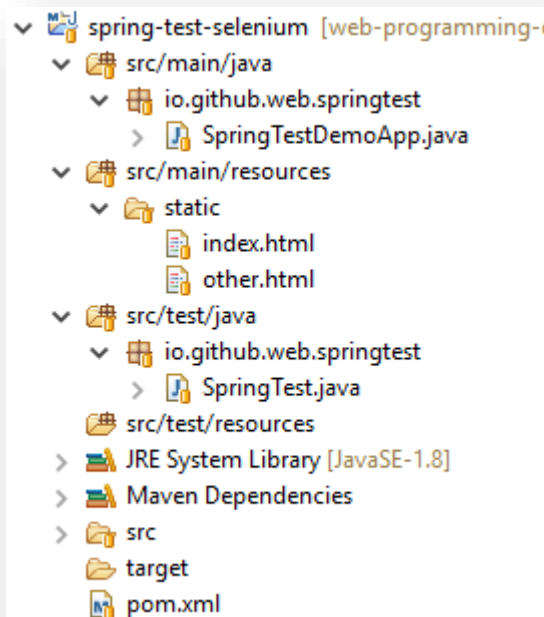 spring-test-selenium [web-programming-
src/main/java
io.github.web.springtest
SpringTestDemoApp.java
src/main/resources
static
index.html
other.html
src/test/java
io.github.web.springtest
SpringTest.java
src/test/resources
JRE System Library [JavaSE-1.8]
Maven Dependencies
src
target
pom.xml